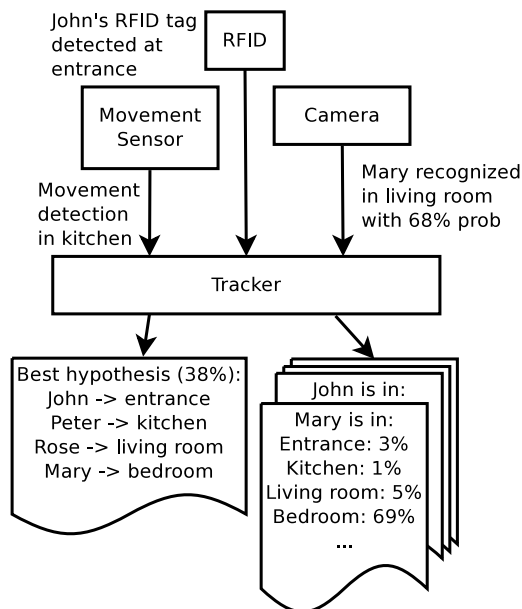 John's RFID tag
detected at
entrance
RFID
Movement
Sensor
Camera
Movement
detection
in kitchen
Mary recognized
in living room
with 68% prob
Tracker
Best hypothesis (38%):
John -> entrance
Peter -> kitchen
Rose -> living room
Mary -> bedroom
John is in:
Mary is in:
Entrance: 3%
Kitchen: 1%
Living room: 5%
Bedroom: 69%
...